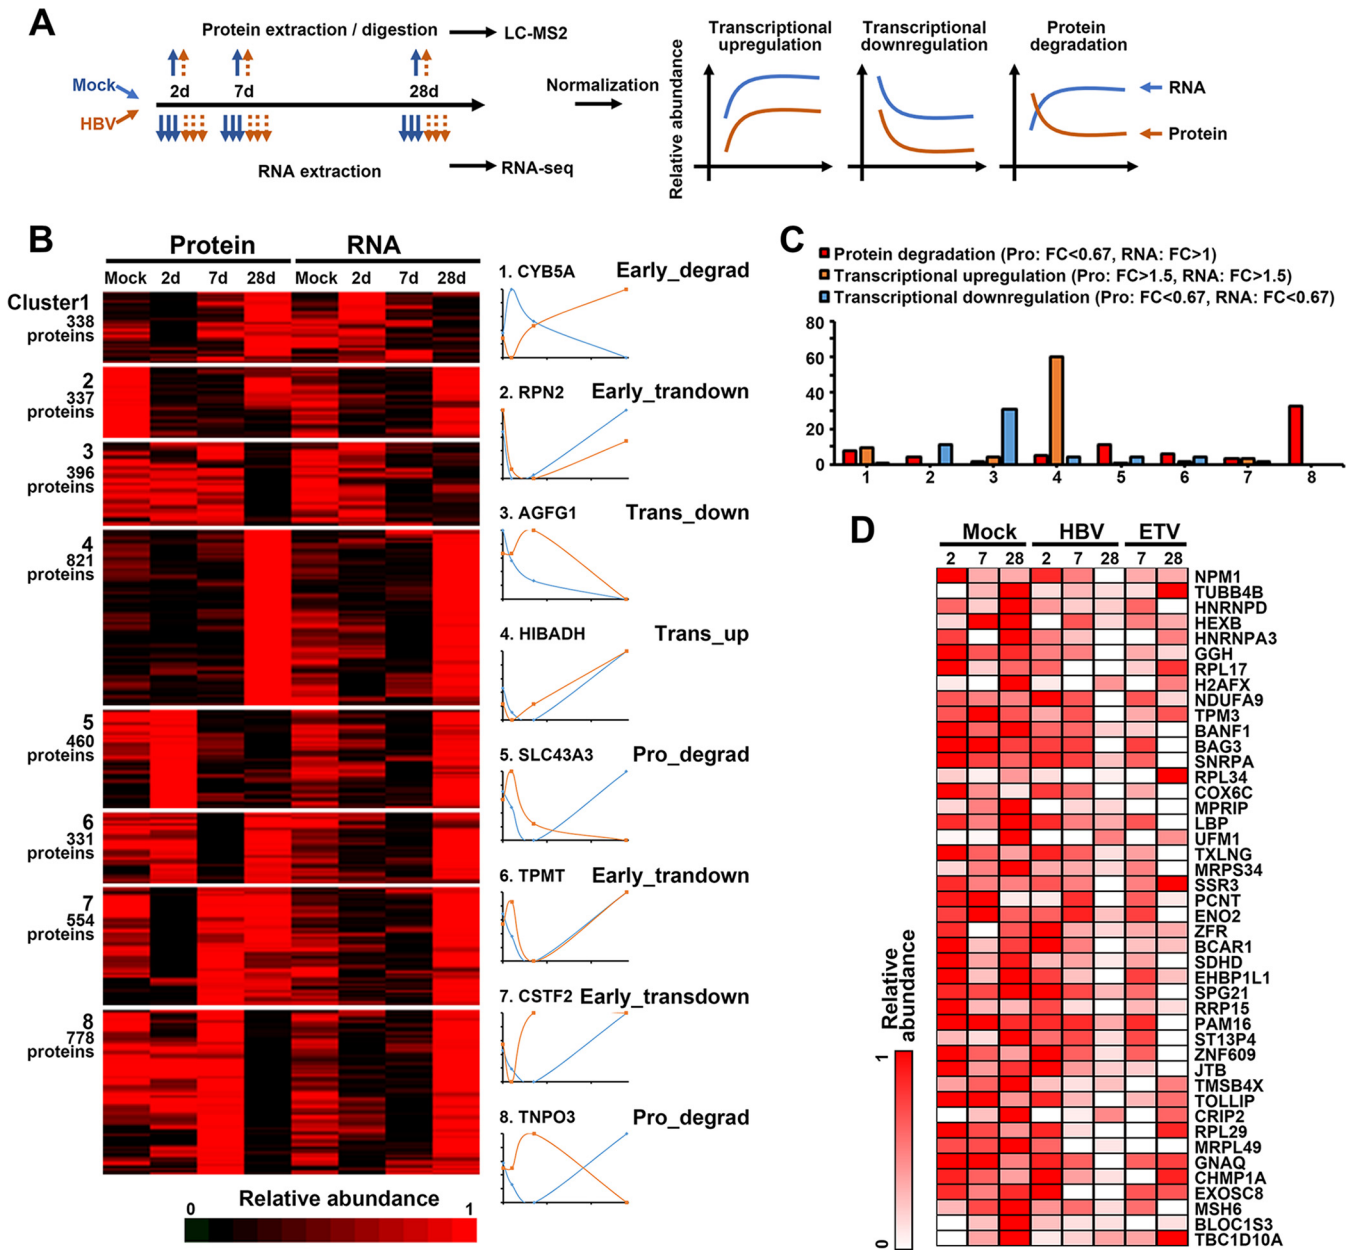 A
Protein extraction / digestion
LC-MS2
Mock
HBV
2d
7d
28d
RNA extraction
RNA-seq
Normalization
Relative abundance
Transcriptional
upregulation
Transcriptional
downregulation
Protein
degradation
RNA
Protein
B
Protein
RNA
Mock 2d 7d 28d Mock 2d 7d 28d
Cluster1
338
proteins
2
337
proteins
3
396
proteins
4
821
proteins
5
460
proteins
6
331
proteins
7
554
proteins
8
778
proteins
Relative abundance
0
1
1. CYB5A
Early_degrad
2. RPN2
Early_trandown
3. AGFG1
Trans_down
4. HIBADH
Trans_up
5. SLC43A3
Pro_degrad
6. TPMT
Early_trandown
7. CSTF2
Early_transdown
8. TNPO3
Pro_degrad
C
Protein degradation (Pro: FC<0.67, RNA: FC>1)
Transcriptional upregulation (Pro: FC>1.5, RNA: FC>1.5)
Transcriptional downregulation (Pro: FC<0.67, RNA: FC<0.67)
80
60
40
20
0
1 2 3 4 5 6 7 8
D
Mock HBV ETV
2 7 28 2 7 28 7 28
NPM1
TUBB4B
HNRNPD
HEXB
HNRNPA3
GGH
RPL17
H2AFX
NDUFA9
TPM3
BANF1
BAG3
SNRPA
RPL34
COX6C
MPRIP
LBP
UFM1
TXLNG
MRPS34
SSR3
PCNT
ENO2
ZFR
BCAR1
SDHD
EHBP1L1
SPG21
RRP15
PAM16
ST13P4
ZNF609
JTB
TMSB4X
TOLLIP
CRIP2
RPL29
MRPL49
GNAQ
CHMP1A
EXOSC8
MSH6
BLOC1S3
TBC1D10A
Relative
abundance
1
0